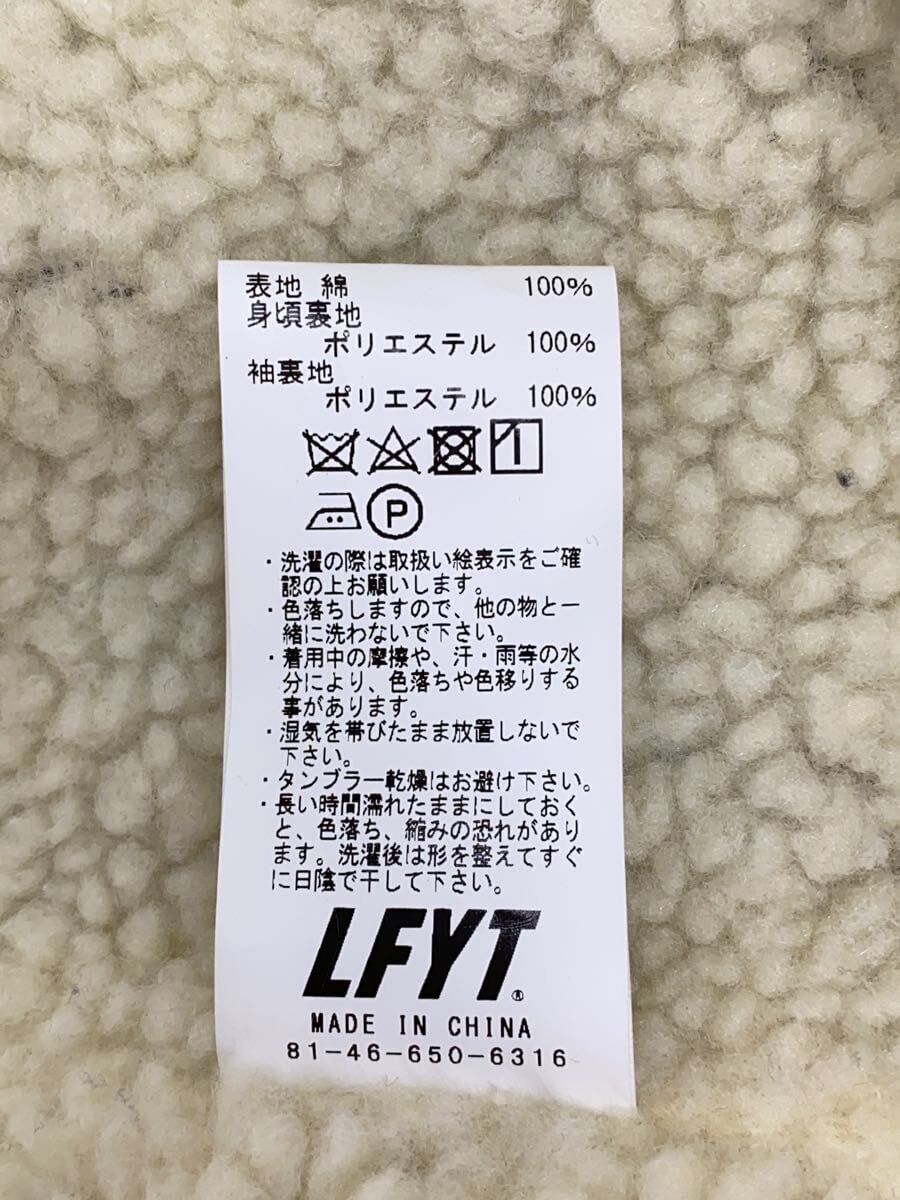 表地 綿 100%
身頃裏地
ポリエステル 100%
袖裏地
ポリエステル 100%
P
・洗濯の際は取扱い絵表示をご確
認の上お願いします。
・色落ちしますので、他の物と一
緒に洗わないで下さい。
・着用中の摩擦や、汗・雨等の水
分により、色落ちや色移りする
事があります。
・湿気を帯びたまま放置しないで
下さい。
・タンブラー乾燥はお避け下さい。
・長い時間濡れたままにしておく
と、色落ち、縮みの恐れがあり
ます。洗濯後は形を整えてすぐ
に日陰で干して下さい。
LFYT®
MADE IN CHINA
81-46-650-6316